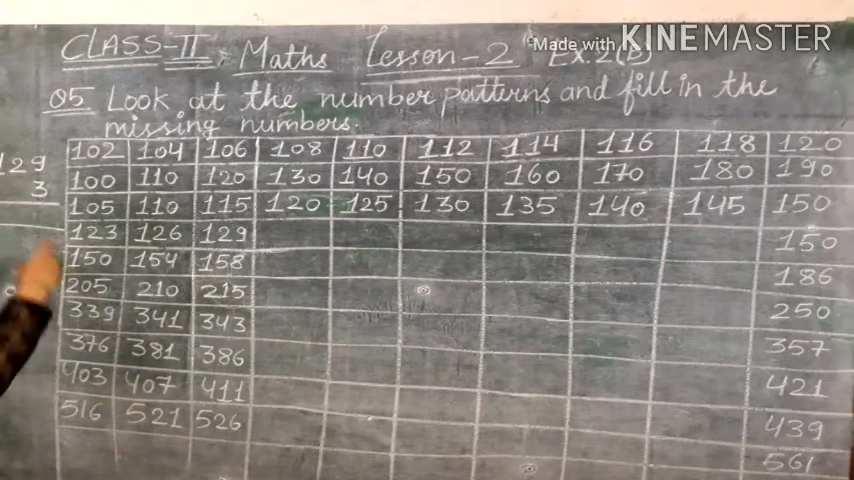 CLASS-II Maths Lesson-2 Ex.2(B)
Made with KINEMASTER
Q5 Look at the number patterns and fill in the
missing numbers.
129
3
102 104 106 108 110 112 114 116 118 120
100 110 120 130 140 150 160 170 180 190
105 110 115 120 125 130 135 140 145 150
123 126 129 150
150 154 158 186
205 210 215 250
339 341 343 357
376 381 386 421
403 407 411 439
516 521 526 561